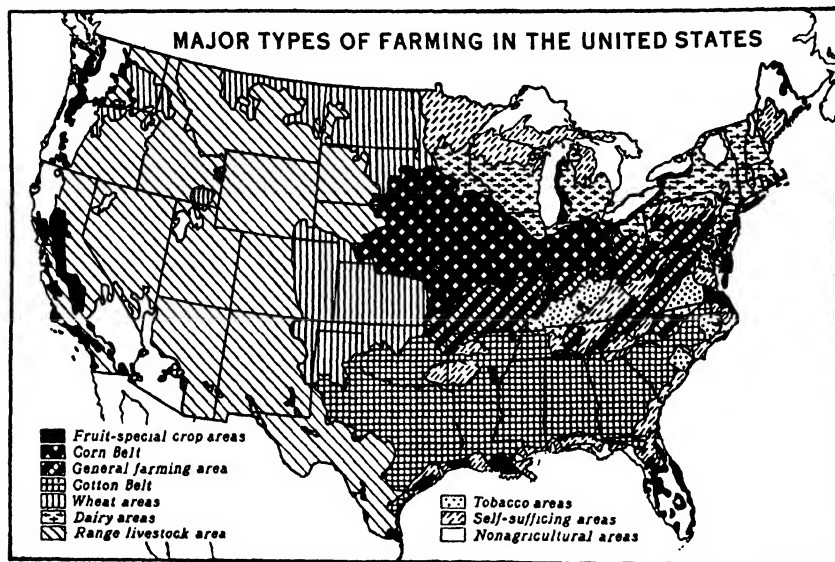 MAJOR TYPES OF FARMING IN THE UNITED STATES
Fruit-special crop areas
Corn Belt
General farming area
Cotton Belt
Wheat areas
Dairy areas
Range livestock area
Tobacco areas
Self-sufficing areas
Nonagricultural areas